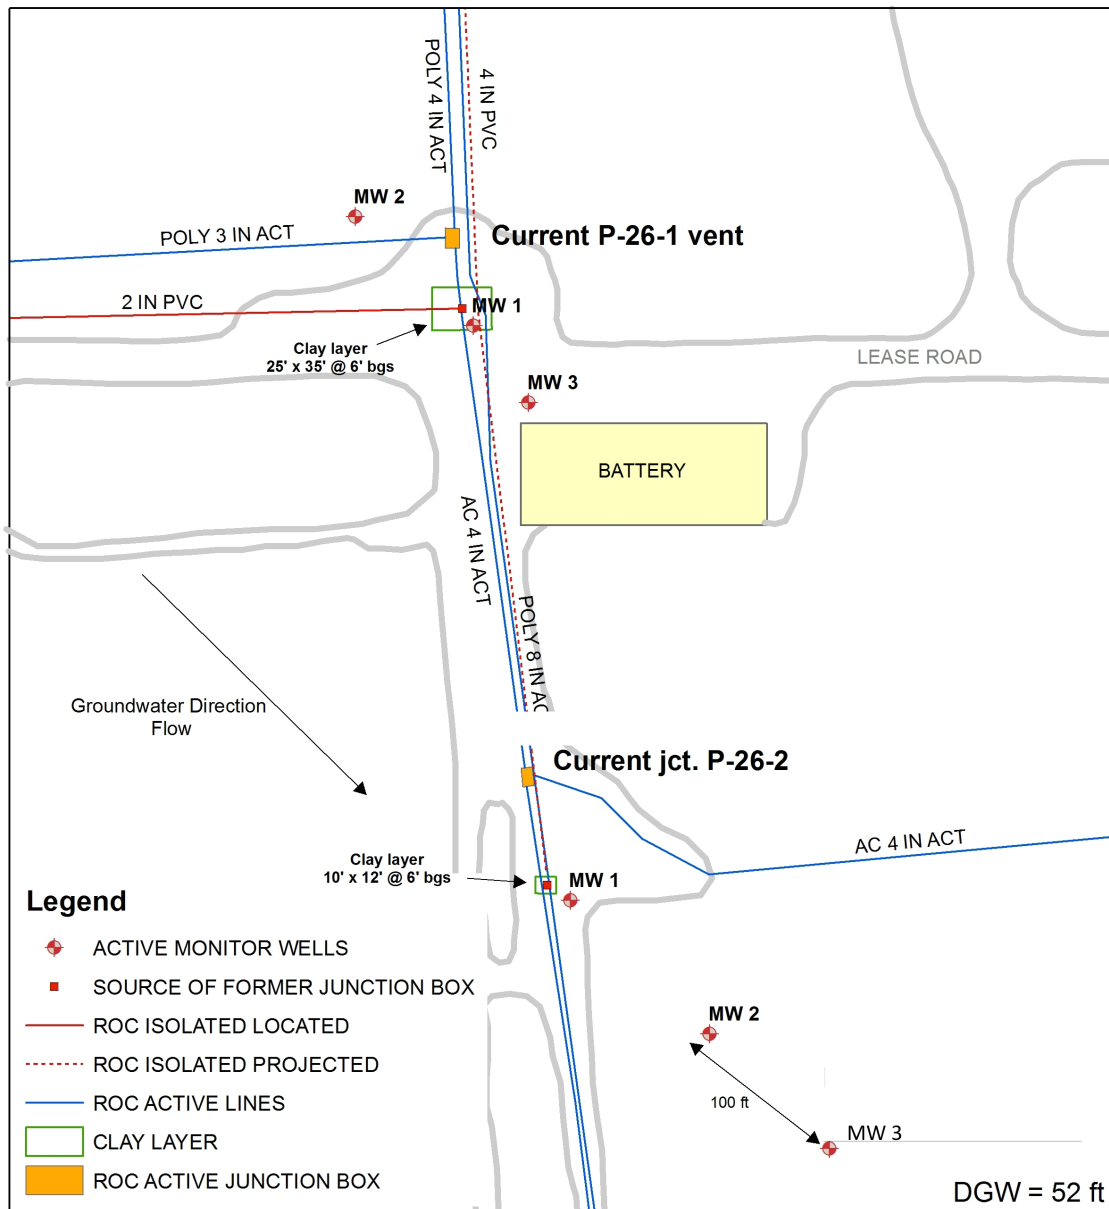 POLY 4 IN ACT
4 IN PVC
MW 2
POLY 3 IN ACT
Current P-26-1 vent
2 IN PVC
MW 1
Clay layer
25' x 35' @ 6' bgs
LEASE ROAD
MW 3
BATTERY
AC 4 IN ACT
POLY 8 IN AC
Groundwater Direction
Flow
Current jct. P-26-2
AC 4 IN ACT
Clay layer
10' x 12' @ 6' bgs
MW 1
Legend
ACTIVE MONITOR WELLS
SOURCE OF FORMER JUNCTION BOX
ROC ISOLATED LOCATED
ROC ISOLATED PROJECTED
ROC ACTIVE LINES
CLAY LAYER
ROC ACTIVE JUNCTION BOX
MW 2
100 ft
MW 3
DGW = 52 ft